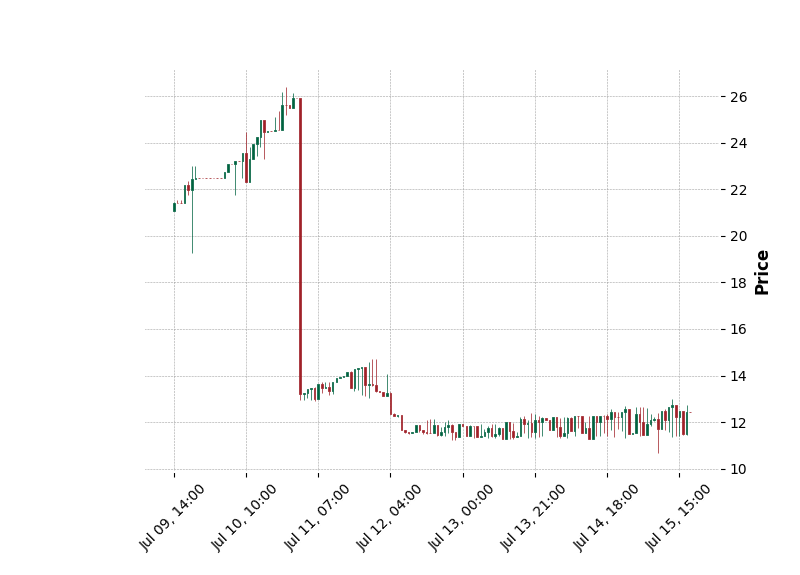 26
24
22
20
18
16
14
12
10
Price
Jul 09, 14:00
Jul 10, 10:00
Jul 11, 07:00
Jul 12, 04:00
Jul 13, 00:00
Jul 13, 21:00
Jul 14, 18:00
Jul 15, 15:00